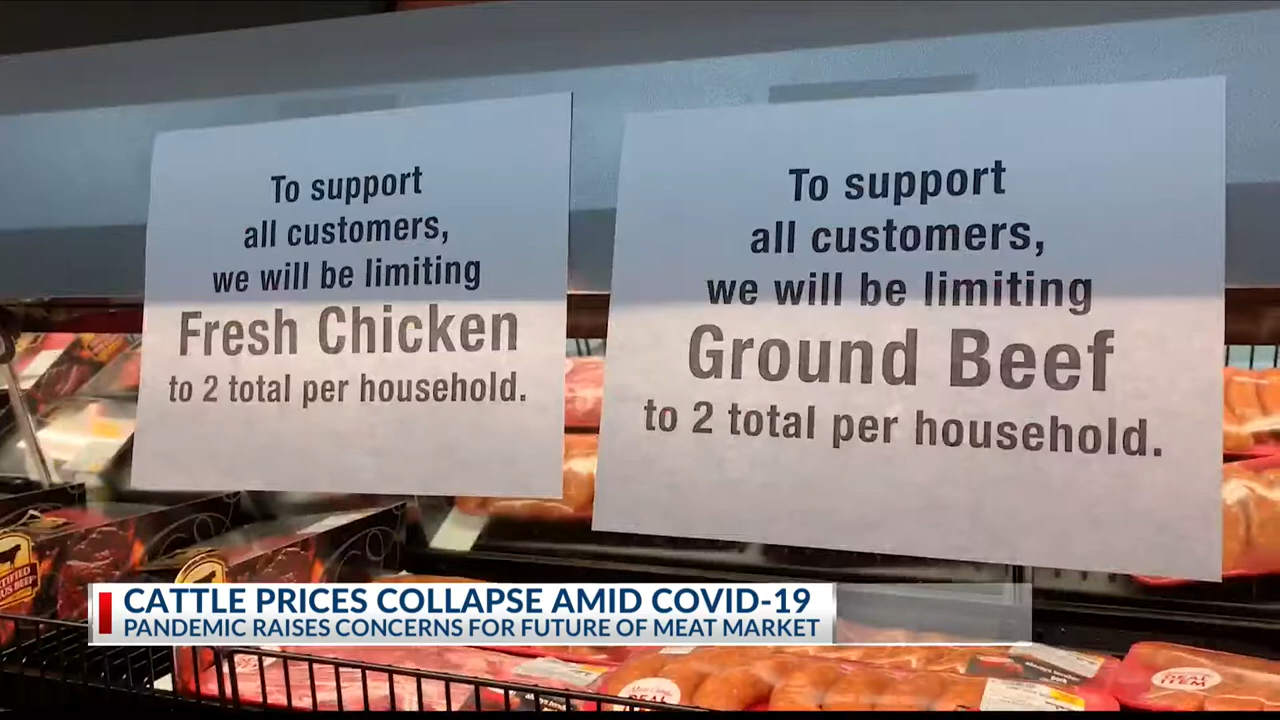 To support
all customers,
we will be limiting
Fresh Chicken
to 2 total per household.
To support
all customers,
we will be limiting
Ground Beef
to 2 total per household.
CATTLE PRICES COLLAPSE AMID COVID-19
PANDEMIC RAISES CONCERNS FOR FUTURE OF MEAT MARKET